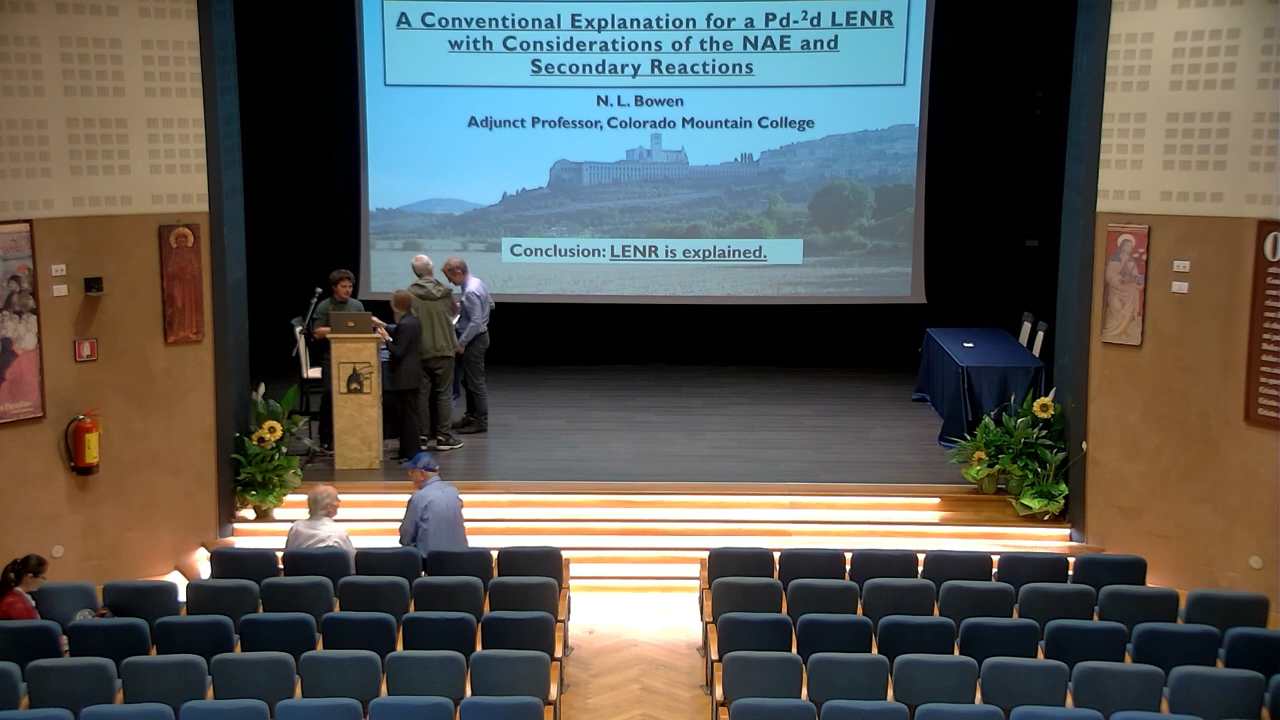 A Conventional Explanation for a Pd-²d LENR
with Considerations of the NAE and
Secondary Reactions
N. L. Bowen
Adjunct Professor, Colorado Mountain College
Conclusion: LENR is explained.